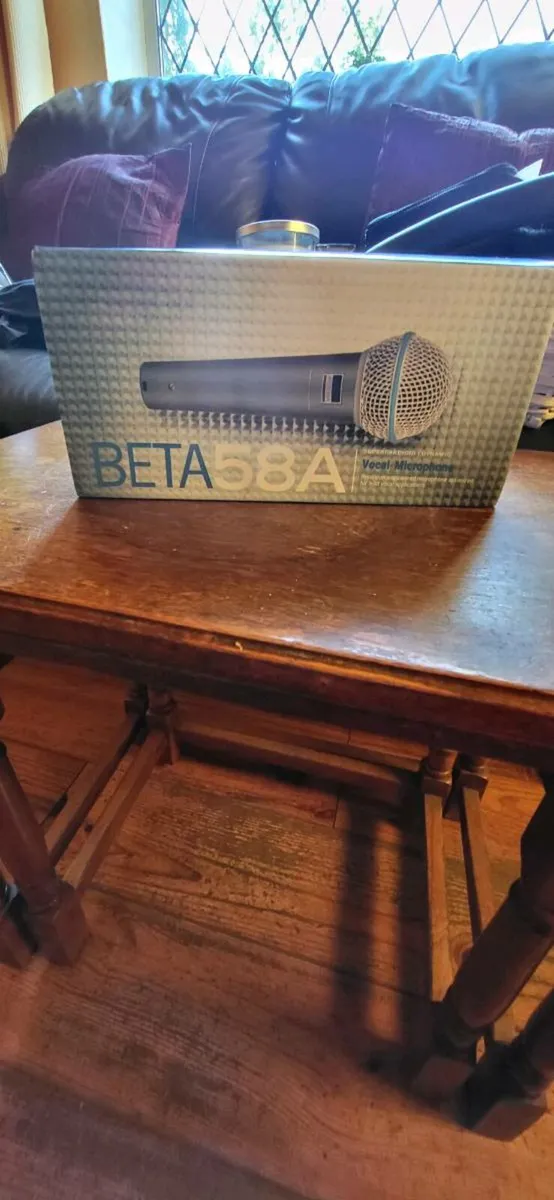 BETA58A
SUPERCARDIOID DYNAMIC
Vocal Microphone